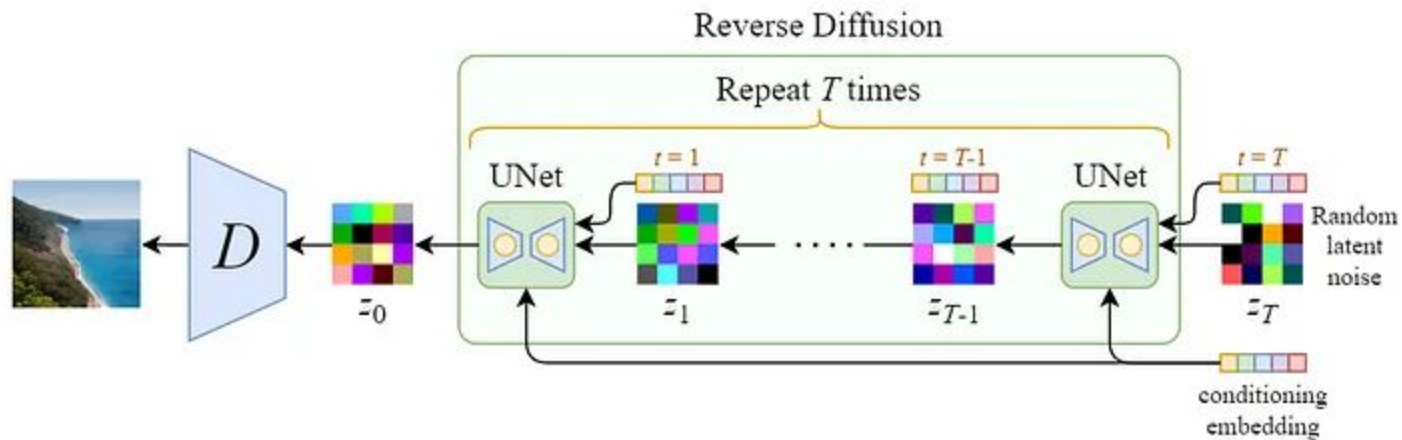 Reverse Diffusion
Repeat T times
t = 1
t = T-1
t = T
UNet
UNet
D
Random
latent
noise
z0
z1
. . . .
zT-1
zT
conditioning
embedding